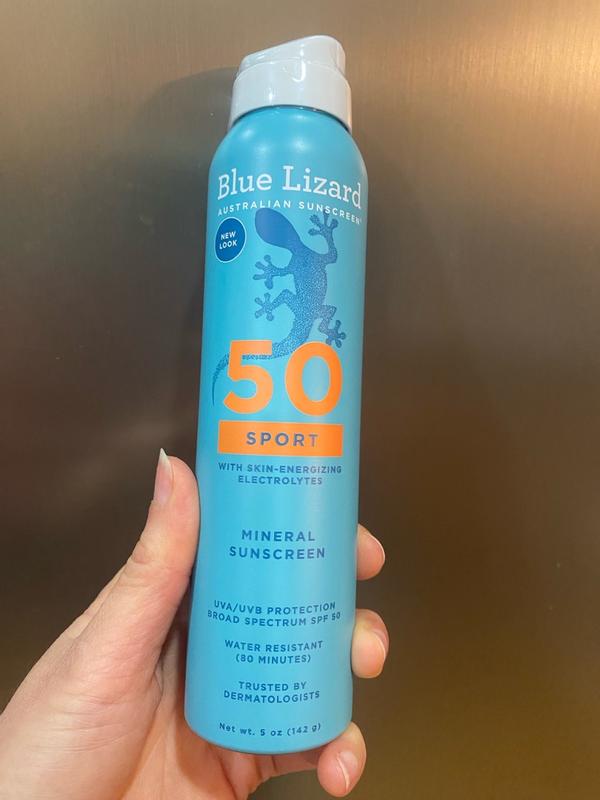 Blue Lizard
AUSTRALIAN SUNSCREEN®
NEW
LOOK
50
SPORT
WITH SKIN-ENERGIZING
ELECTROLYTES
MINERAL
SUNSCREEN
UVA/UVB PROTECTION
BROAD SPECTRUM SPF 50
WATER RESISTANT
(80 MINUTES)
TRUSTED BY
DERMATOLOGISTS
Net wt. 5 oz (142 g)